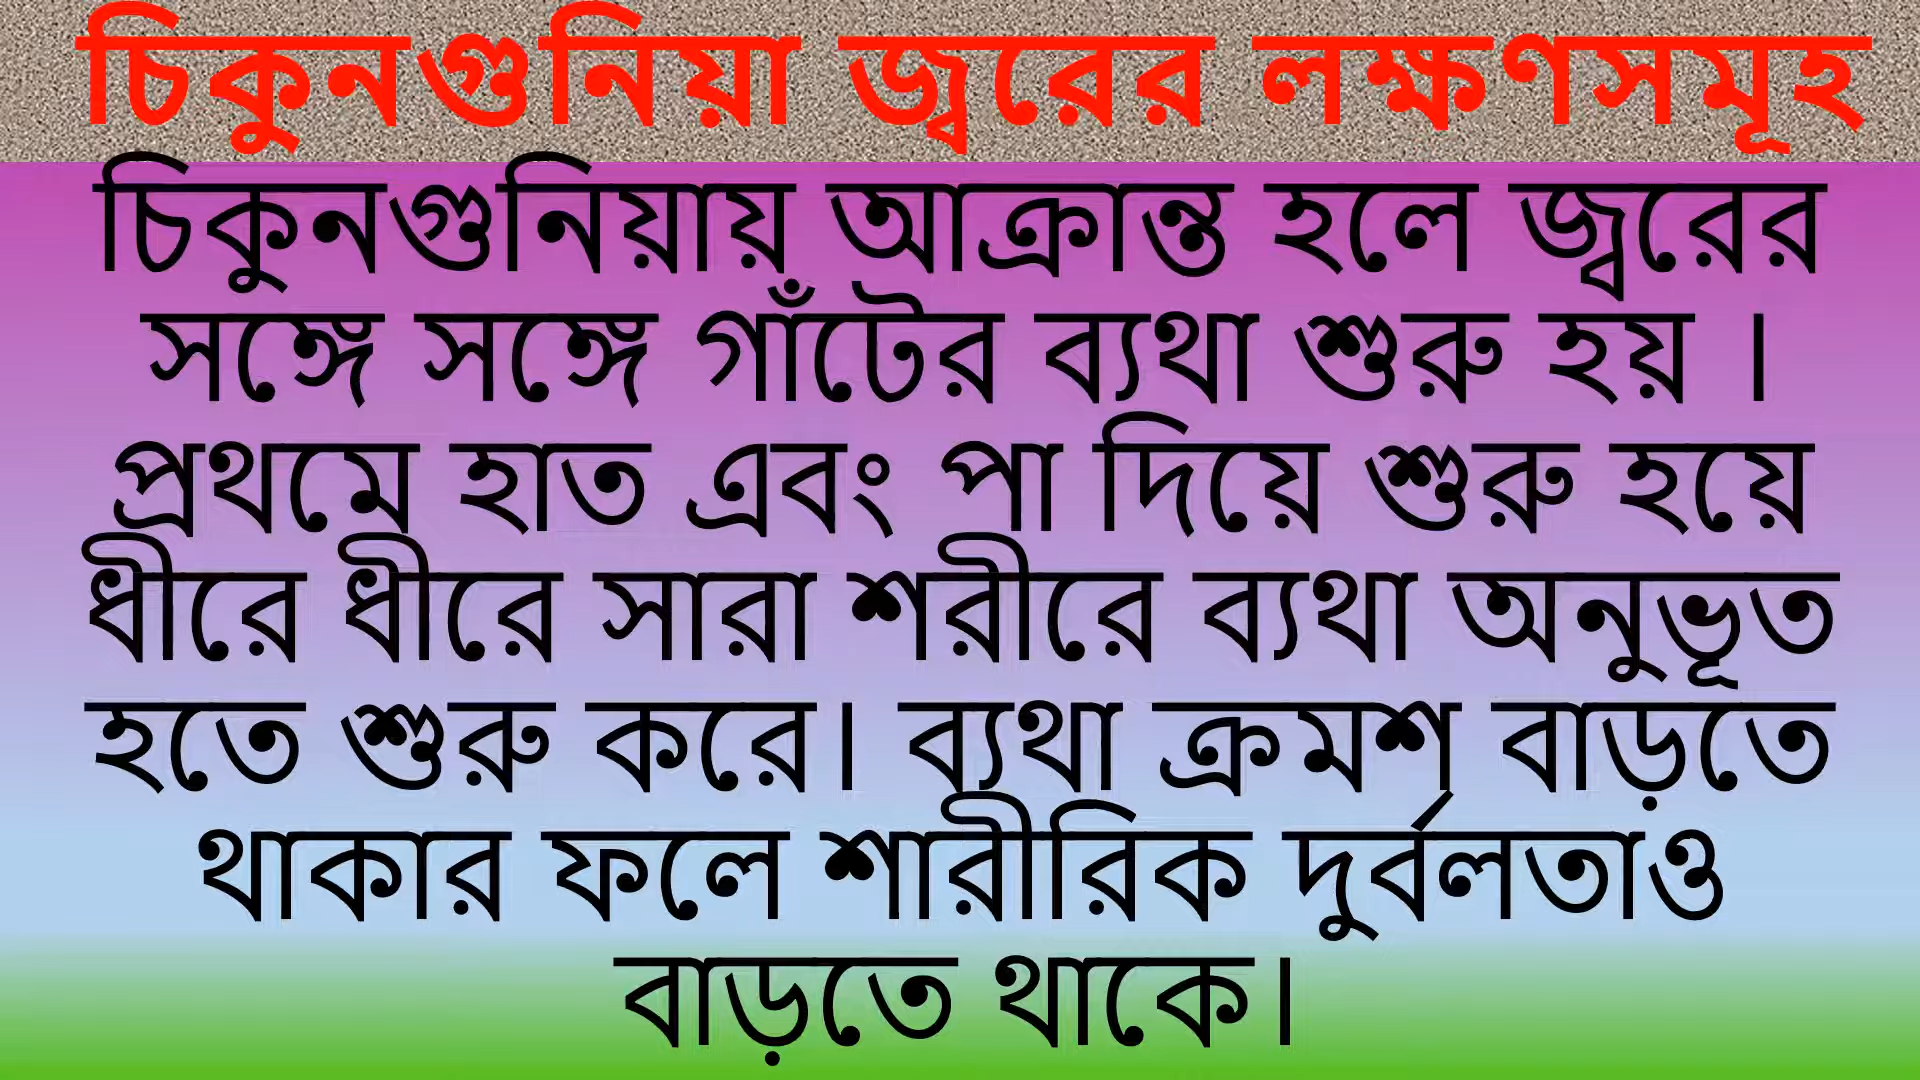 চিকুনগুনিয়া জ্বরের লক্ষণসমূহ
চিকুনগুনিয়ায় আক্রান্ত হলে জ্বরের
সঙ্গে সঙ্গে গাঁটের ব্যথা শুরু হয় ।
প্রথমে হাত এবং পা দিয়ে শুরু হয়ে
ধীরে ধীরে সারা শরীরে ব্যথা অনুভূত
হতে শুরু করে। ব্যথা ক্রমশ বাড়তে
থাকার ফলে শারীরিক দুর্বলতাও
বাড়তে থাকে।